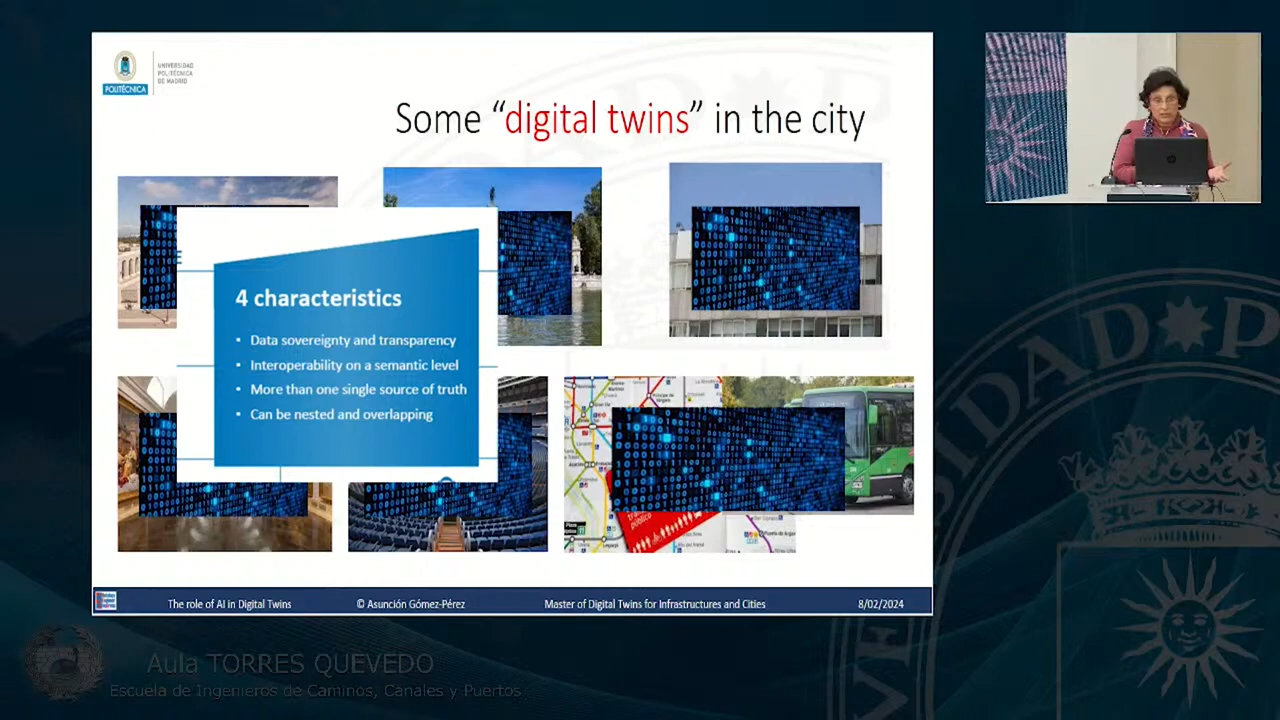 POLITÉCNICA
UNIVERSIDAD
POLITÉCNICA
DE MADRID
Some “digital twins” in the city
4 characteristics
• Data sovereignty and transparency
• Interoperability on a semantic level
• More than one single source of truth
• Can be nested and overlapping
The role of AI in Digital Twins
© Asunción Gómez-Pérez
Master of Digital Twins for Infrastructures and Cities
8/02/2024
Aula TORRES QUEVEDO
Escuela de Ingenieros de Caminos, Canales y Puertos